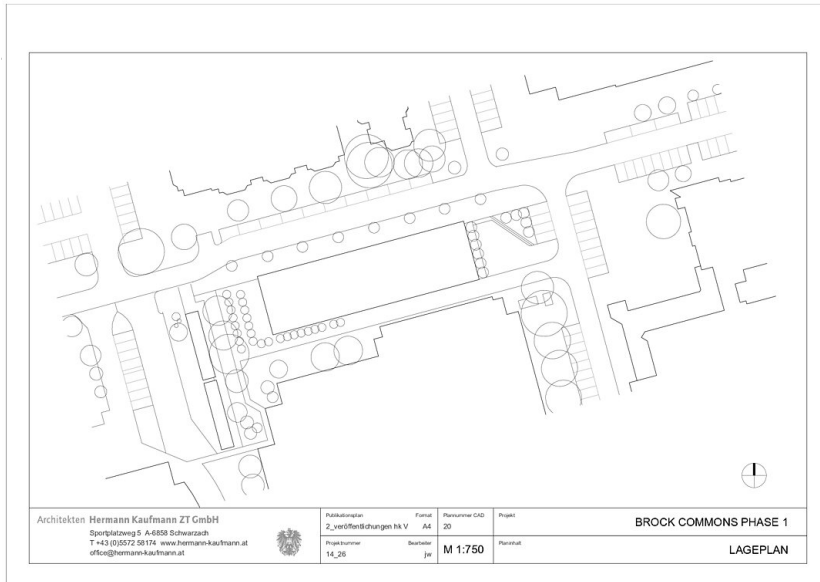 Architekten Hermann Kaufmann ZT GmbH
Sportplatzweg 5 A-6858 Schwarzach
T +43 (0)5572 58174 www.hermann-kaufmann.at
office@hermann-kaufmann.at
Publikationsplan
Format
2_veröffentlichungen hk V
A4
Projektnummer
Bearbeiter
14_26
jw
Plannummer CAD
20
M 1:750
Projekt
BROCK COMMONS PHASE 1
Planinhalt
LAGEPLAN